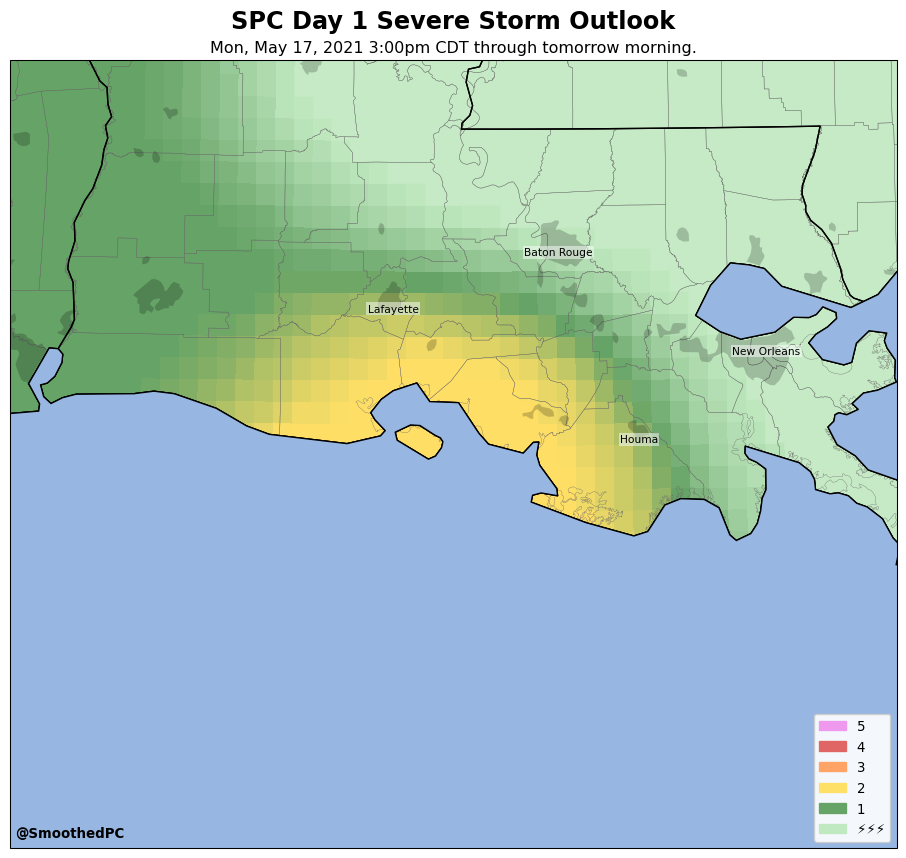 SPC Day 1 Severe Storm Outlook
Mon, May 17, 2021 3:00pm CDT through tomorrow morning.
Baton Rouge
Lafayette
New Orleans
Houma
5
4
3
2
1
⚡⚡⚡
@SmoothedPC